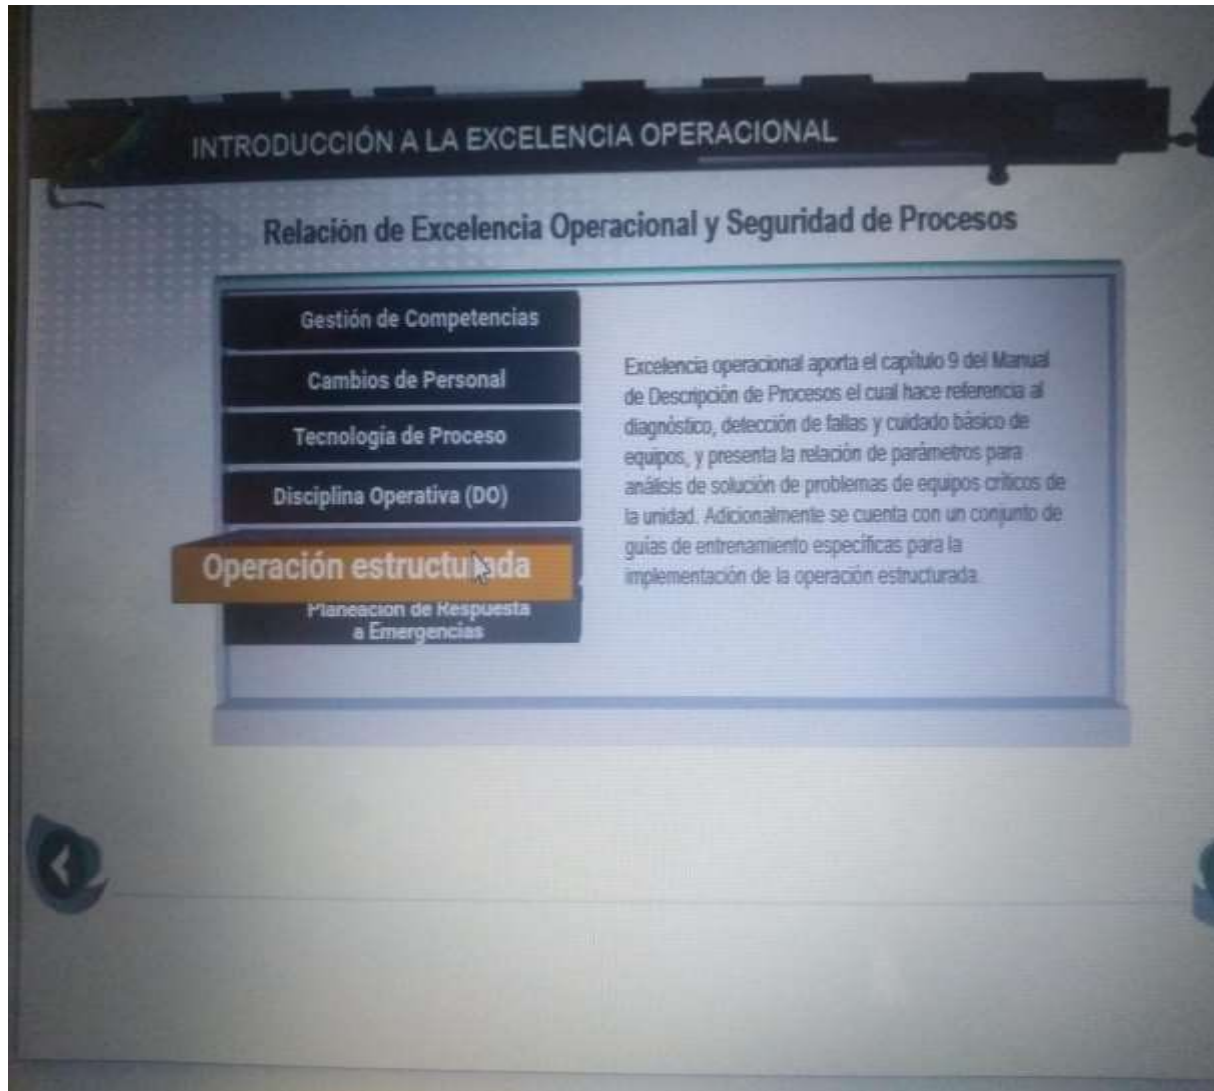 INTRODUCCIÓN A LA EXCELENCIA OPERACIONAL
Relación de Excelencia Operacional y Seguridad de Procesos
Gestión de Competencias
Cambios de Personal
Tecnología de Proceso
Disciplina Operativa (DO)
Operación estructurada
Planeación de Respuesta
a Emergencias
Excelencia operacional aporta el capítulo 9 del Manual
de Descripción de Procesos el cual hace referencia al
diagnóstico, detección de fallas y cuidado básico de
equipos, y presenta la relación de parámetros para
análisis de solución de problemas de equipos críticos de
la unidad. Adicionalmente se cuenta con un conjunto de
guías de entrenamiento específicas para la
implementación de la operación estructurada.